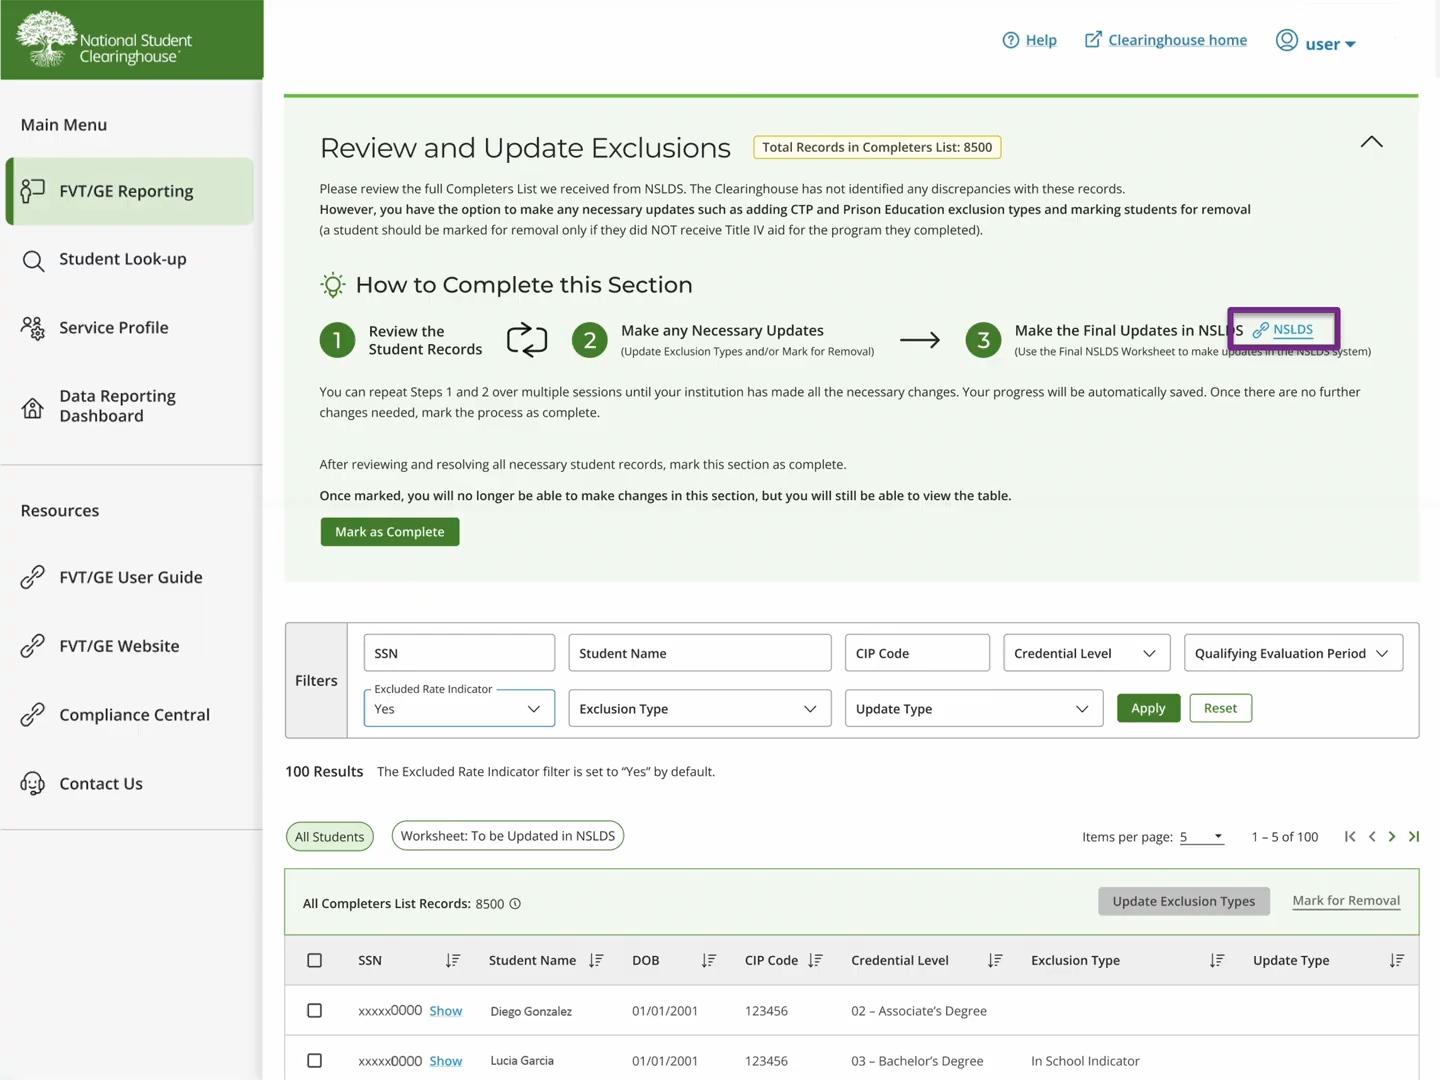 National Student
Clearinghouse®
Help
Clearinghouse home
user
Main Menu
FVT/GE Reporting
Student Look-up
Service Profile
Data Reporting
Dashboard
Resources
FVT/GE User Guide
FVT/GE Website
Compliance Central
Contact Us
Review and Update Exclusions
Total Records in Completers List: 8500
Please review the full Completers List we received from NSLDS. The Clearinghouse has not identified any discrepancies with these records.
However, you have the option to make any necessary updates such as adding CTP and Prison Education exclusion types and marking students for removal
(a student should be marked for removal only if they did NOT receive Title IV aid for the program they completed).
How to Complete this Section
1
Review the
Student Records
2
Make any Necessary Updates
(Update Exclusion Types and/or Mark for Removal)
3
Make the Final Updates in NSLDS
NSLDS
(Use the Final NSLDS Worksheet to make updates in the NSLDS system)
You can repeat Steps 1 and 2 over multiple sessions until your institution has made all the necessary changes. Your progress will be automatically saved. Once there are no further
changes needed, mark the process as complete.
After reviewing and resolving all necessary student records, mark this section as complete.
Once marked, you will no longer be able to make changes in this section, but you will still be able to view the table.
Mark as Complete
Filters
SSN
Student Name
CIP Code
Credential Level
Qualifying Evaluation Period
Excluded Rate Indicator
Yes
Exclusion Type
Update Type
Apply
Reset
100 Results The Excluded Rate Indicator filter is set to “Yes” by default.
All Students
Worksheet: To be Updated in NSLDS
Items per page: 5
1 – 5 of 100
All Completers List Records: 8500
Update Exclusion Types
Mark for Removal
SSN Student Name DOB CIP Code Credential Level Exclusion Type Update Type
xxxxx0000 Show Diego Gonzalez 01/01/2001 123456 02 – Associate’s Degree
xxxxx0000 Show Lucia Garcia 01/01/2001 123456 03 – Bachelor’s Degree In School Indicator